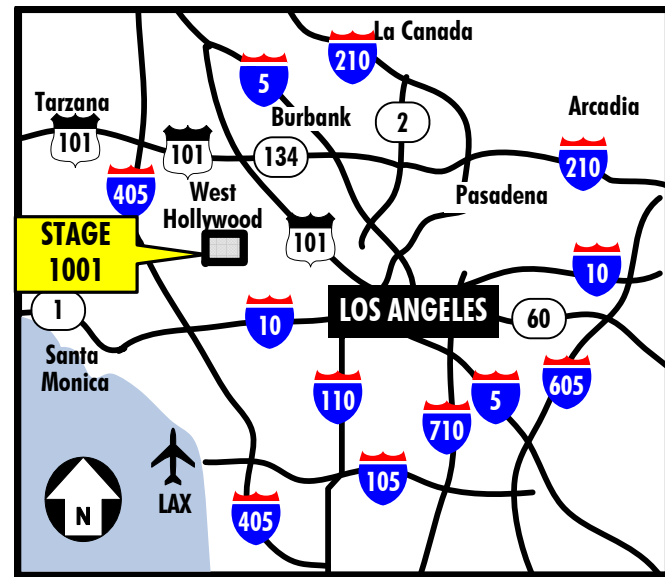 La Canada
210
5
Tarzana
Burbank
2
Arcadia
101
101
134
210
405
West
Hollywood
Pasadena
STAGE
1001
101
10
1
10
LOS ANGELES
60
Santa
Monica
110
710
5
605
LAX
105
405
N